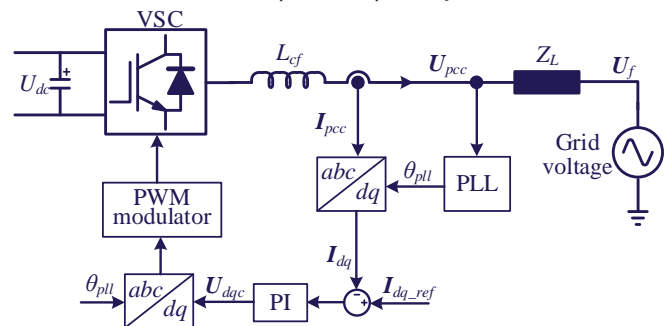 VSC
U_dc
+
L_cf
U_pcc
Z_L
U_f
I_pcc
Grid
voltage
abc
dq
θ_pll
PLL
PWM
modulator
I_dq
θ_pll
abc
dq
U_dqc
PI
−
+
I_dq_ref